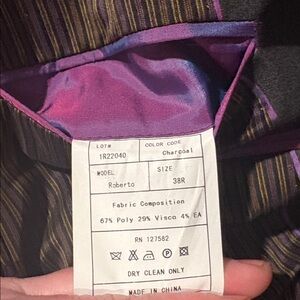 LOT# COLOR CODE
1R22040 Charcoal
MODEL SIZE
Roberto 38R
Fabric Composition
67% Poly 29% Visco 4% EA
RN 127582
DRY CLEAN ONLY
MADE IN CHINA